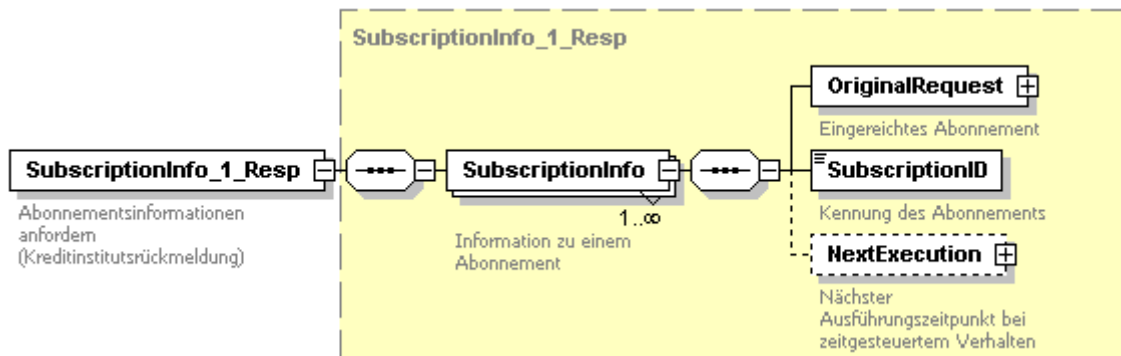 SubscriptionInfo_1_Resp
OriginalRequest
Eingereichtes Abonnement
SubscriptionInfo_1_Resp
Abonnementsinformationen
anfordern
(Kreditinstitutsrückmeldung)
SubscriptionInfo
1..∞
Information zu einem
Abonnement
SubscriptionID
Kennung des Abonnements
NextExecution
Nächster
Ausführungszeitpunkt bei
zeitgesteuertem Verhalten